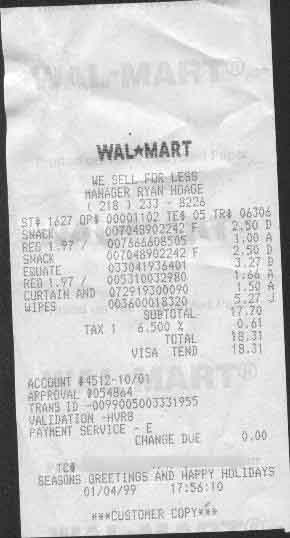 WAL-MART®
WAL★MART
WE SELL FOR LESS
MANAGER RYAN HOAGE
( 218 ) 233 - 8226
ST# 1627 OP# 00001102 TE# 05 TR# 06306
SNACK 007048902242 F 2.50 D
REG 1.97 / 007666608505 1.00 A
SNACK 007048902242 F 2.50 D
EQUATE 033041936401 3.27 D
REG 1.97 / 005310032980 1.66 A
CURTAIN AND 072919300090 1.50 A
WIPES 003600018320 5.27 J
SUBTOTAL 17.70
TAX 1 6.500 % 0.61
TOTAL 18.31
VISA TEND 18.31
ACCOUNT #4512-10/01
APPROVAL #054864
TRANS ID -0099005003331955
VALIDATION -HVR8
PAYMENT SERVICE - E
CHANGE DUE 0.00
TC#
SEASONS GREETINGS AND HAPPY HOLIDAYS
01/04/99 17:56:10
***CUSTOMER COPY***